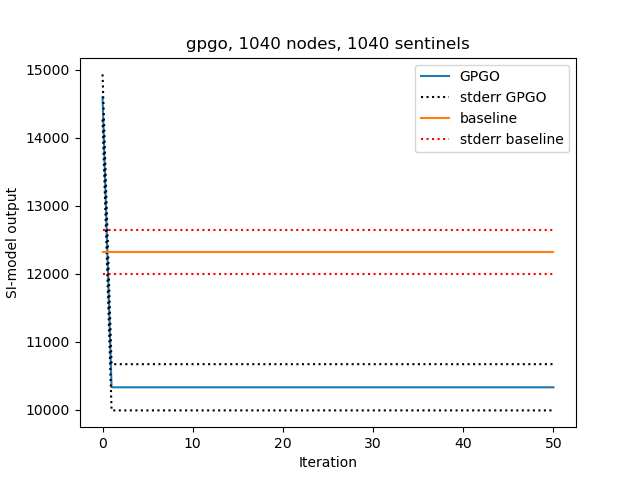 gpgo, 1040 nodes, 1040 sentinels
GPGO
stderr GPGO
baseline
stderr baseline
SI-model output
15000
14000
13000
12000
11000
10000
0 10 20 30 40 50
Iteration